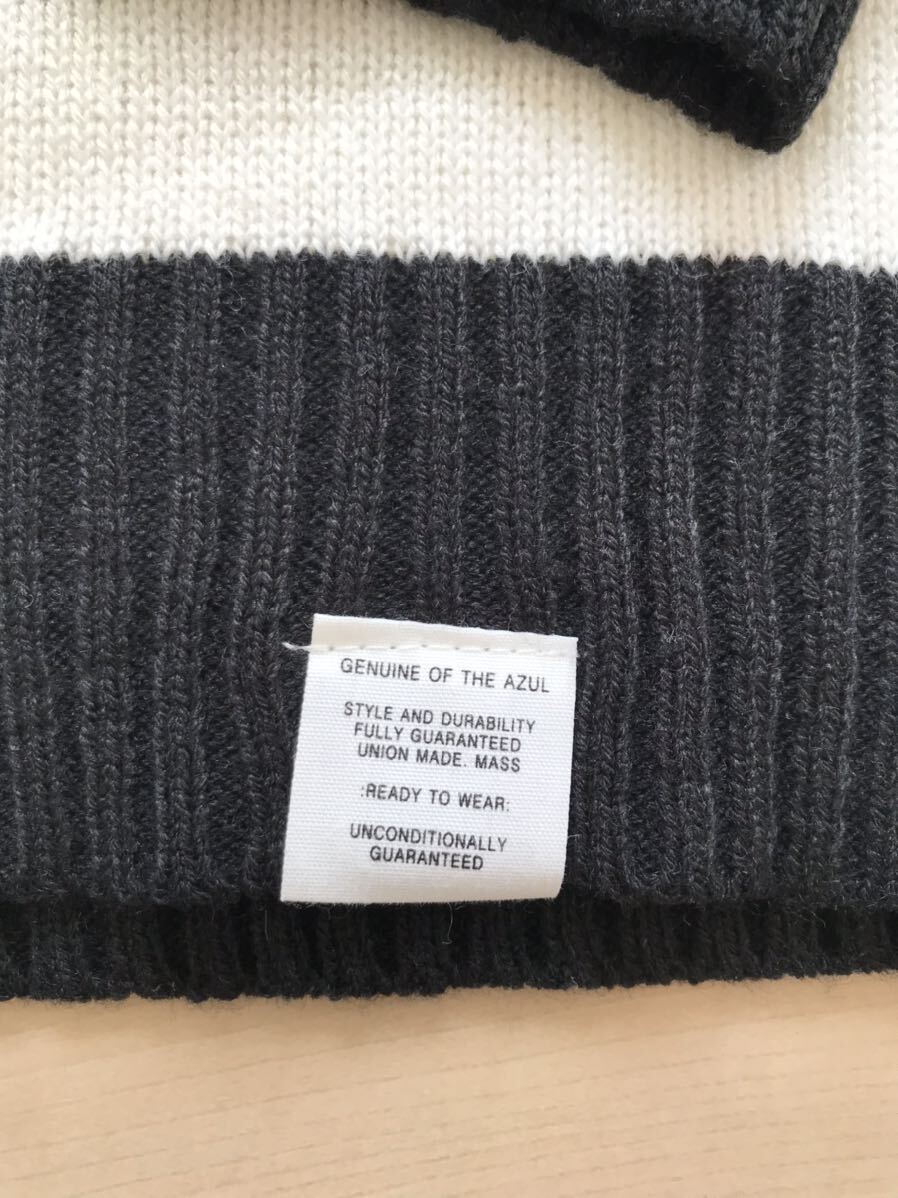 GENUINE OF THE AZUL
STYLE AND DURABILITY
FULLY GUARANTEED
UNION MADE. MASS
:READY TO WEAR:
UNCONDITIONALLY
GUARANTEED